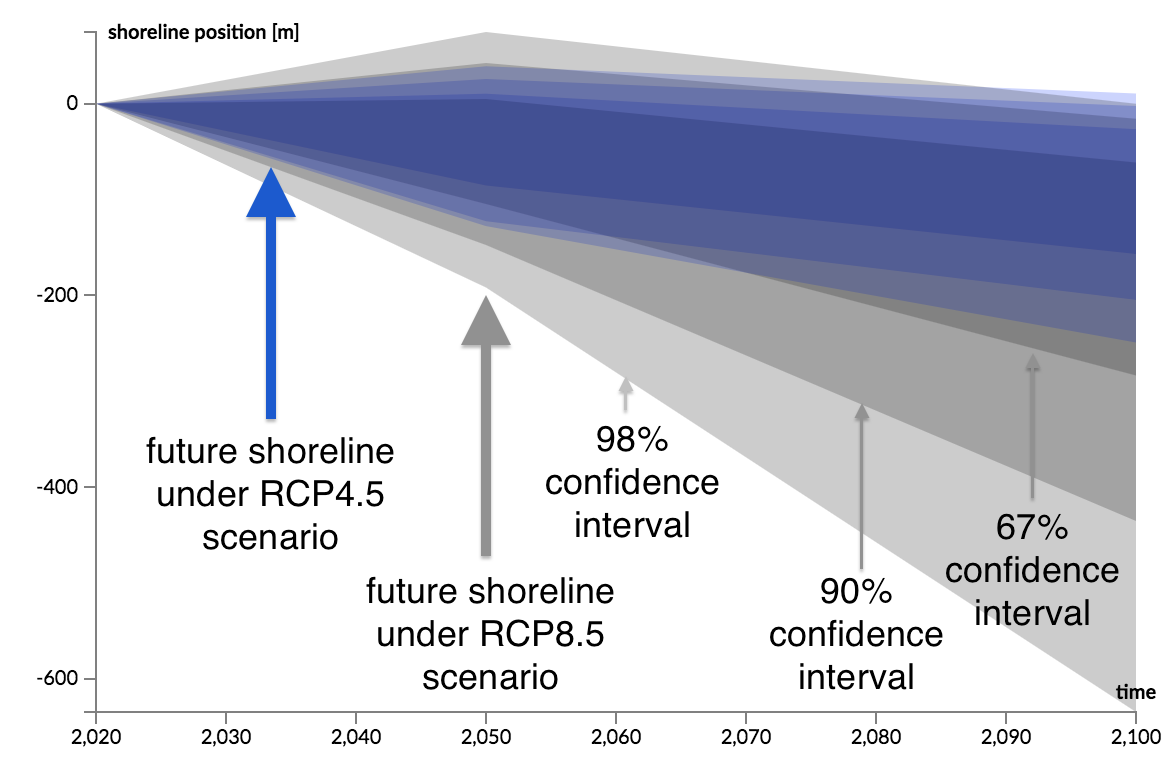 shoreline position [m]
0
-200
-400
-600
future shoreline
under RCP4.5
scenario
future shoreline
under RCP8.5
scenario
98%
confidence
interval
90%
confidence
interval
67%
confidence
interval
time
2,020
2,030
2,040
2,050
2,060
2,070
2,080
2,090
2,100